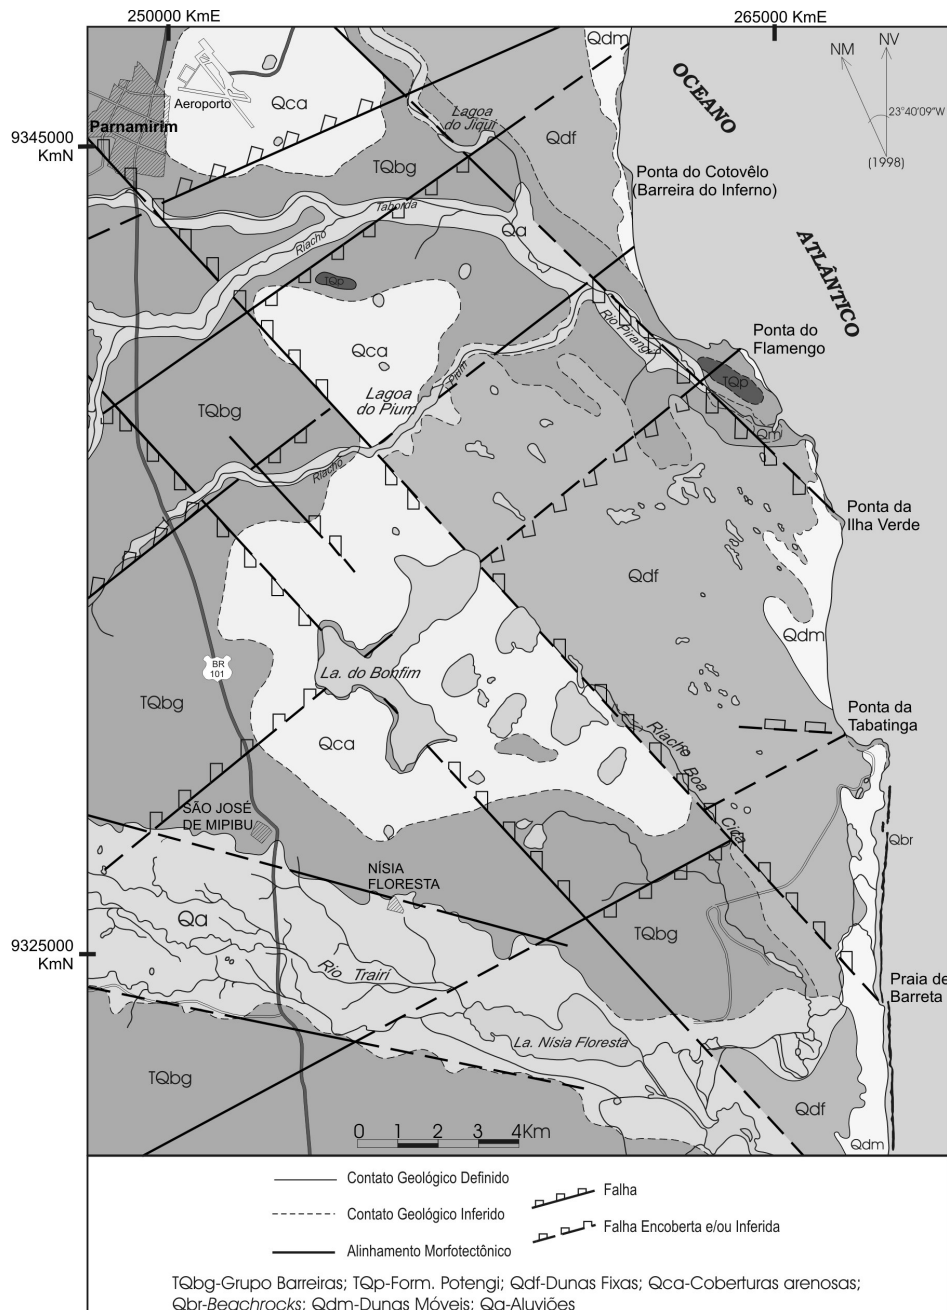 250000 KmE
265000 KmE
Qdm
OCEANO
NM
NV
23°40'09"W
(1998)
Aeroporto
Qca
Parnamirim
Lagoa
do Jiqui
Qdf
9345000
KmN
TQbg
Ponta do Cotovêlo
(Barreira do Inferno)
Taborda
Riacho
Qa
ATLÂNTICO
TQp
Rio Pirangi
Ponta do
Flamengo
Qca
TQp
Pium
Lagoa
do Pium
TQbg
Qm
Riacho
Ponta da
Ilha Verde
Qdf
Qdm
BR
101
La. do Bonfim
TQbg
Ponta da
Tabatinga
Qca
Riacho Boa Cica
SÃO JOSÉ
DE MIPIBU
Qbr
NÍSIA
FLORESTA
Qa
TQbg
9325000
KmN
Rio Trairí
Praia de
Barreta
La. Nísia Floresta
TQbg
Qdf
0 1 2 3 4Km
Qdm
Contato Geológico Definido
Falha
Contato Geológico Inferido
Falha Encoberta e/ou Inferida
Alinhamento Morfotectônico
TQbg-Grupo Barreiras; TQp-Form. Potengi; Qdf-Dunas Fixas; Qca-Coberturas arenosas;
Qbr-Beachrocks; Qdm-Dunas Móveis; Qa-Aluviões